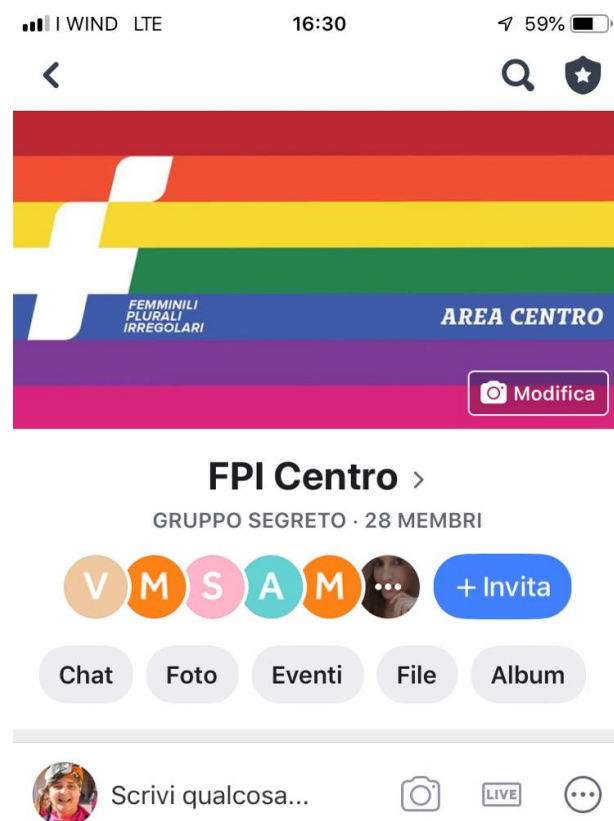 I WIND LTE 16:30 59%
FEMMINILI
PLURALI
IRREGOLARI
AREA CENTRO
Modifica
FPI Centro
GRUPPO SEGRETO · 28 MEMBRI
V M S A M + Invita
Chat Foto Eventi File Album
Scrivi qualcosa... LIVE